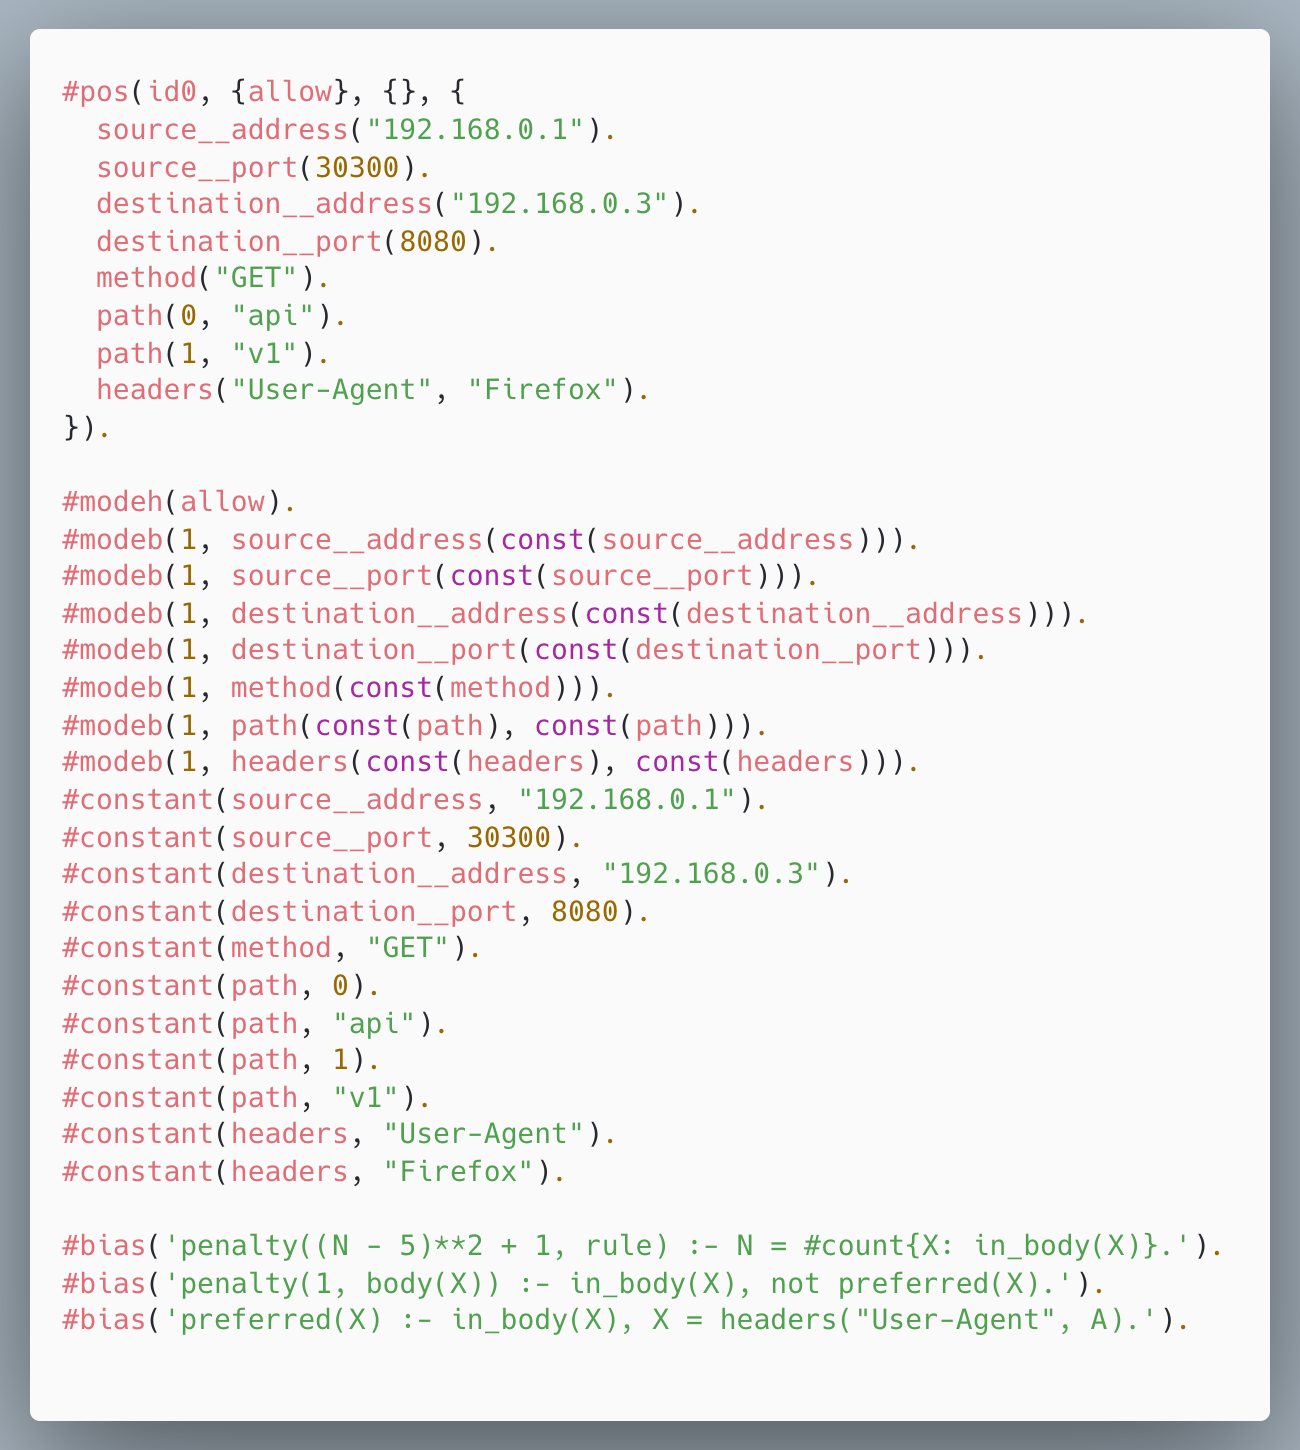 #pos(id0, {allow}, {}, {
  source__address("192.168.0.1").
  source__port(30300).
  destination__address("192.168.0.3").
  destination__port(8080).
  method("GET").
  path(0, "api").
  path(1, "v1").
  headers("User-Agent", "Firefox").
}).

#modeh(allow).
#modeb(1, source__address(const(source__address))).
#modeb(1, source__port(const(source__port))).
#modeb(1, destination__address(const(destination__address))).
#modeb(1, destination__port(const(destination__port))).
#modeb(1, method(const(method))).
#modeb(1, path(const(path), const(path))).
#modeb(1, headers(const(headers), const(headers))).
#constant(source__address, "192.168.0.1").
#constant(source__port, 30300).
#constant(destination__address, "192.168.0.3").
#constant(destination__port, 8080).
#constant(method, "GET").
#constant(path, 0).
#constant(path, "api").
#constant(path, 1).
#constant(path, "v1").
#constant(headers, "User-Agent").
#constant(headers, "Firefox").

#bias('penalty((N - 5)**2 + 1, rule) :- N = #count{X: in_body(X)}.').
#bias('penalty(1, body(X)) :- in_body(X), not preferred(X).').
#bias('preferred(X) :- in_body(X), X = headers("User-Agent", A).').